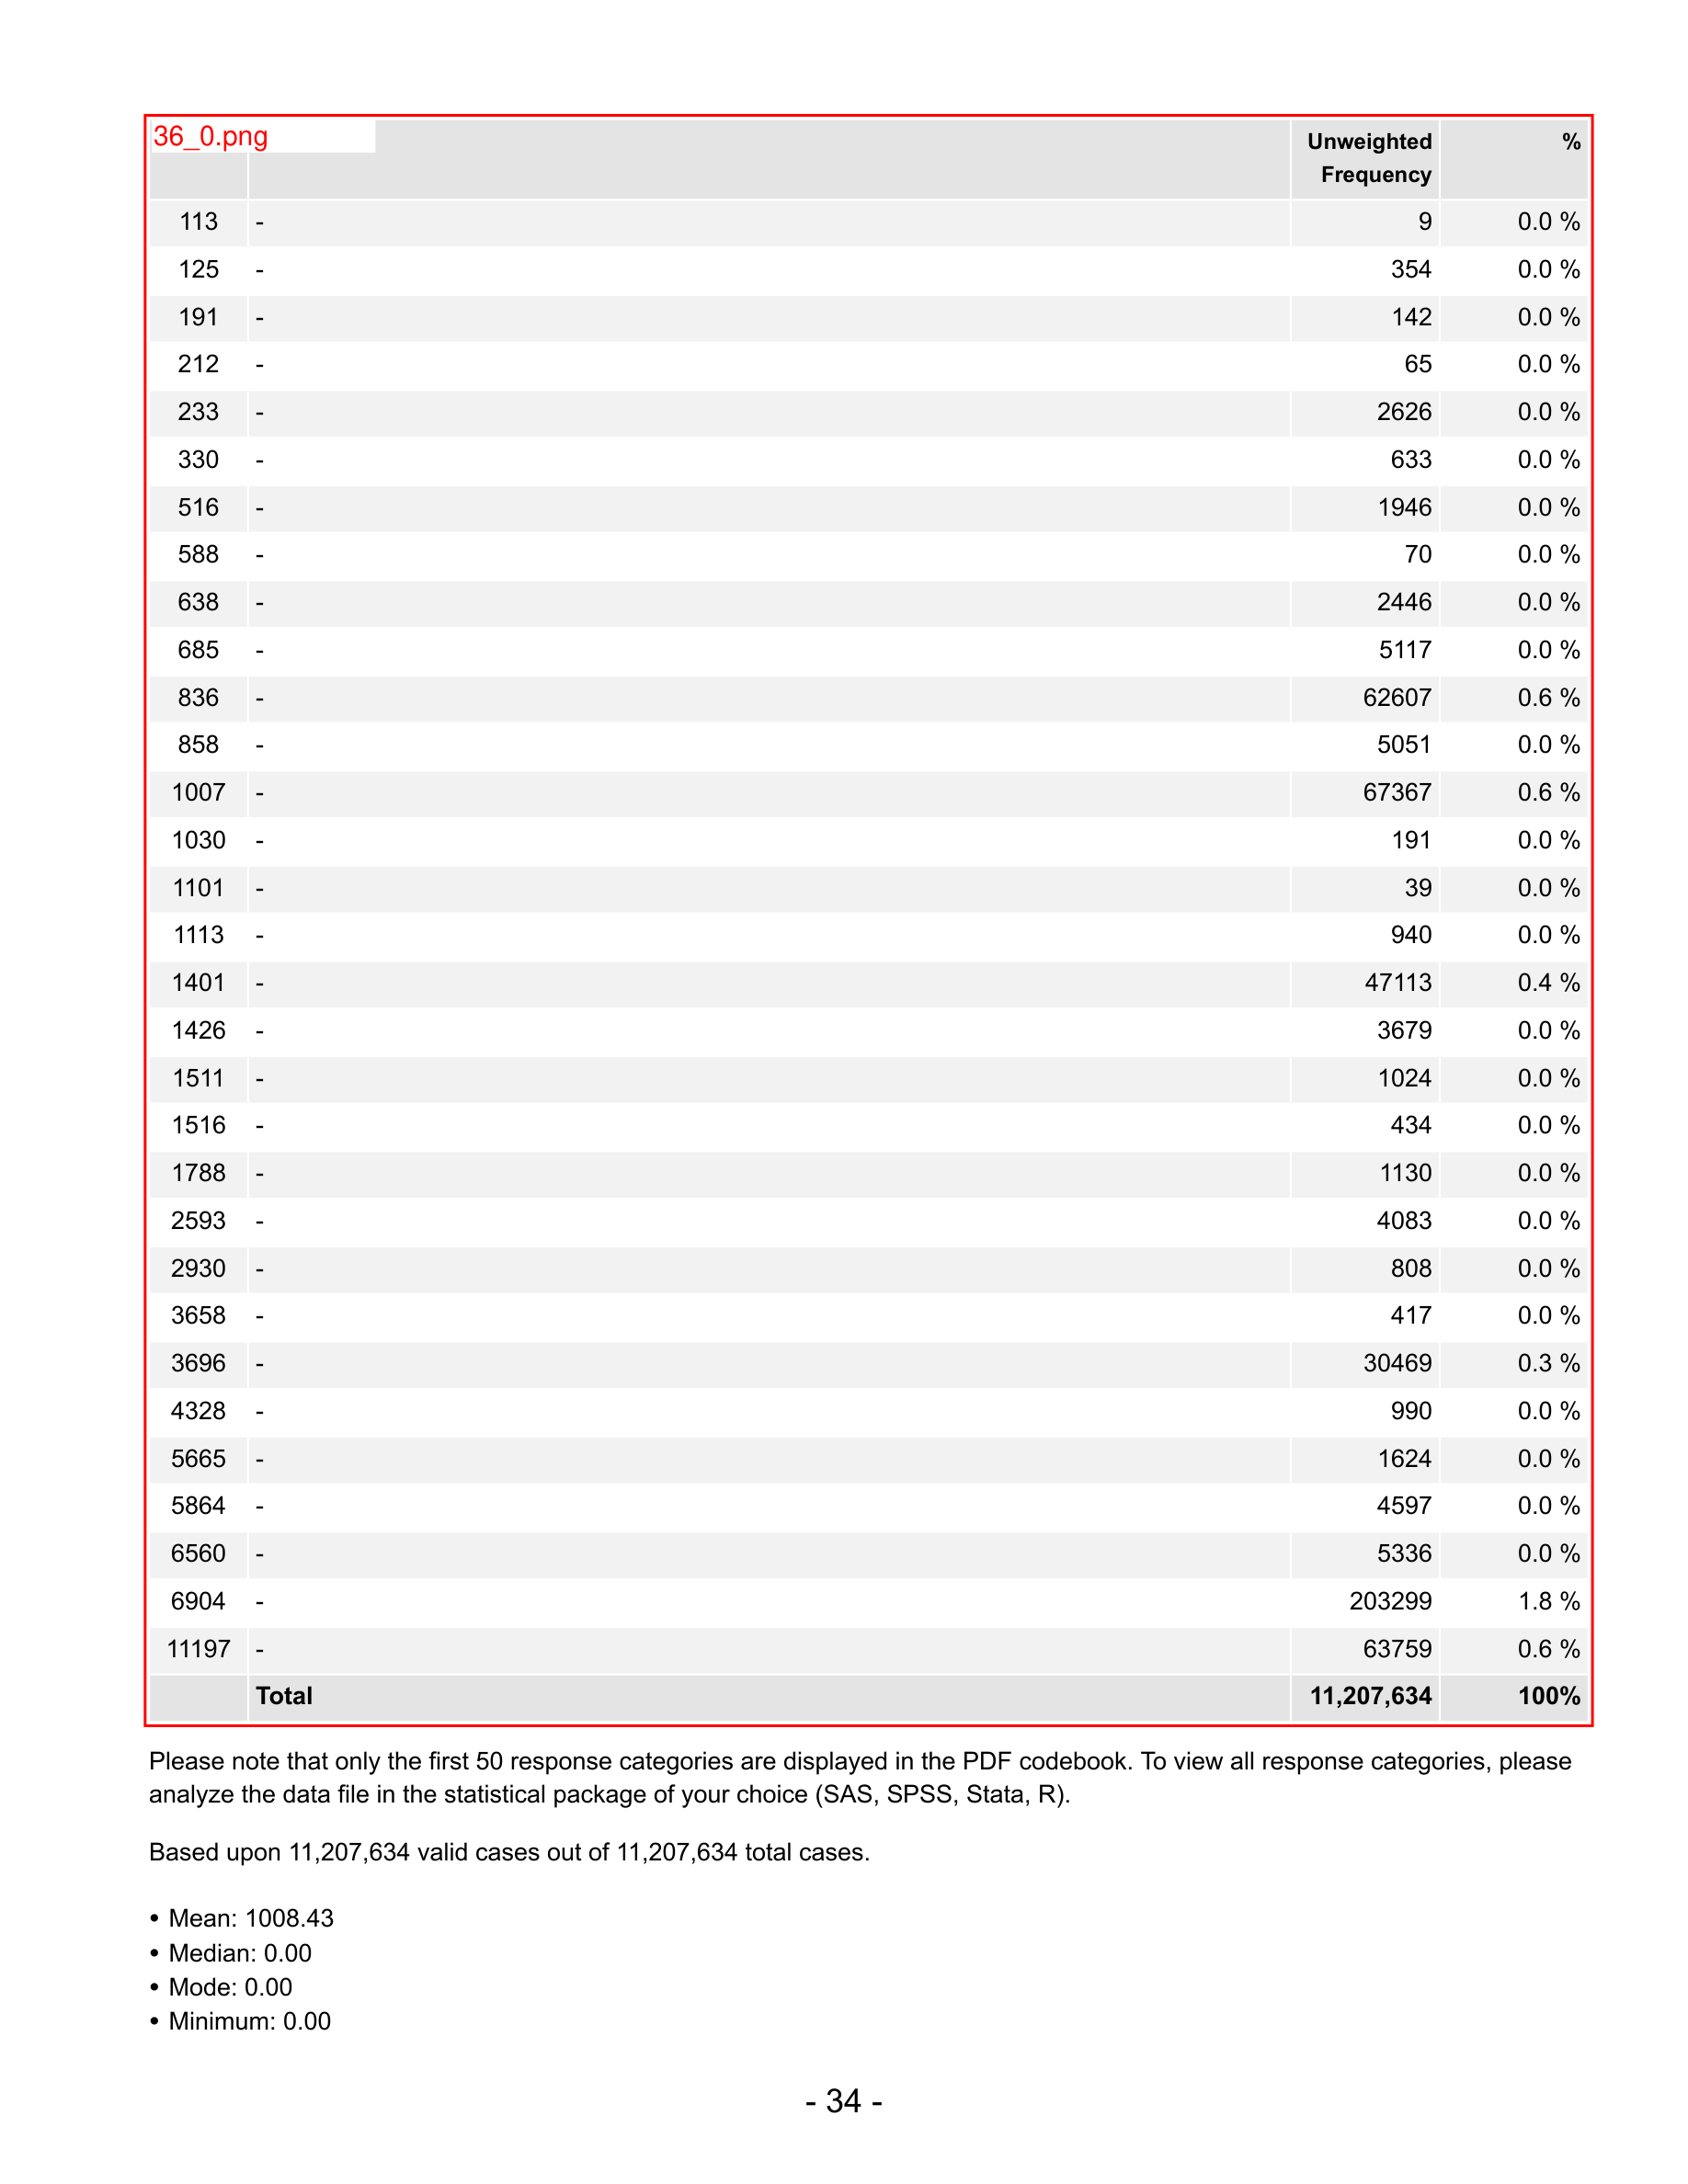 36_0.png
Unweighted %
Frequency
113 - 9 0.0 %
125 - 354 0.0 %
191 - 142 0.0 %
212 - 65 0.0 %
233 - 2626 0.0 %
330 - 633 0.0 %
516 - 1946 0.0 %
588 - 70 0.0 %
638 - 2446 0.0 %
685 - 5117 0.0 %
836 - 62607 0.6 %
858 - 5051 0.0 %
1007 - 67367 0.6 %
1030 - 191 0.0 %
1101 - 39 0.0 %
1113 - 940 0.0 %
1401 - 47113 0.4 %
1426 - 3679 0.0 %
1511 - 1024 0.0 %
1516 - 434 0.0 %
1788 - 1130 0.0 %
2593 - 4083 0.0 %
2930 - 808 0.0 %
3658 - 417 0.0 %
3696 - 30469 0.3 %
4328 - 990 0.0 %
5665 - 1624 0.0 %
5864 - 4597 0.0 %
6560 - 5336 0.0 %
6904 - 203299 1.8 %
11197 - 63759 0.6 %
Total 11,207,634 100%
Please note that only the first 50 response categories are displayed in the PDF codebook. To view all response categories, please
analyze the data file in the statistical package of your choice (SAS, SPSS, Stata, R).
Based upon 11,207,634 valid cases out of 11,207,634 total cases.
• Mean: 1008.43
• Median: 0.00
• Mode: 0.00
• Minimum: 0.00
- 34 -